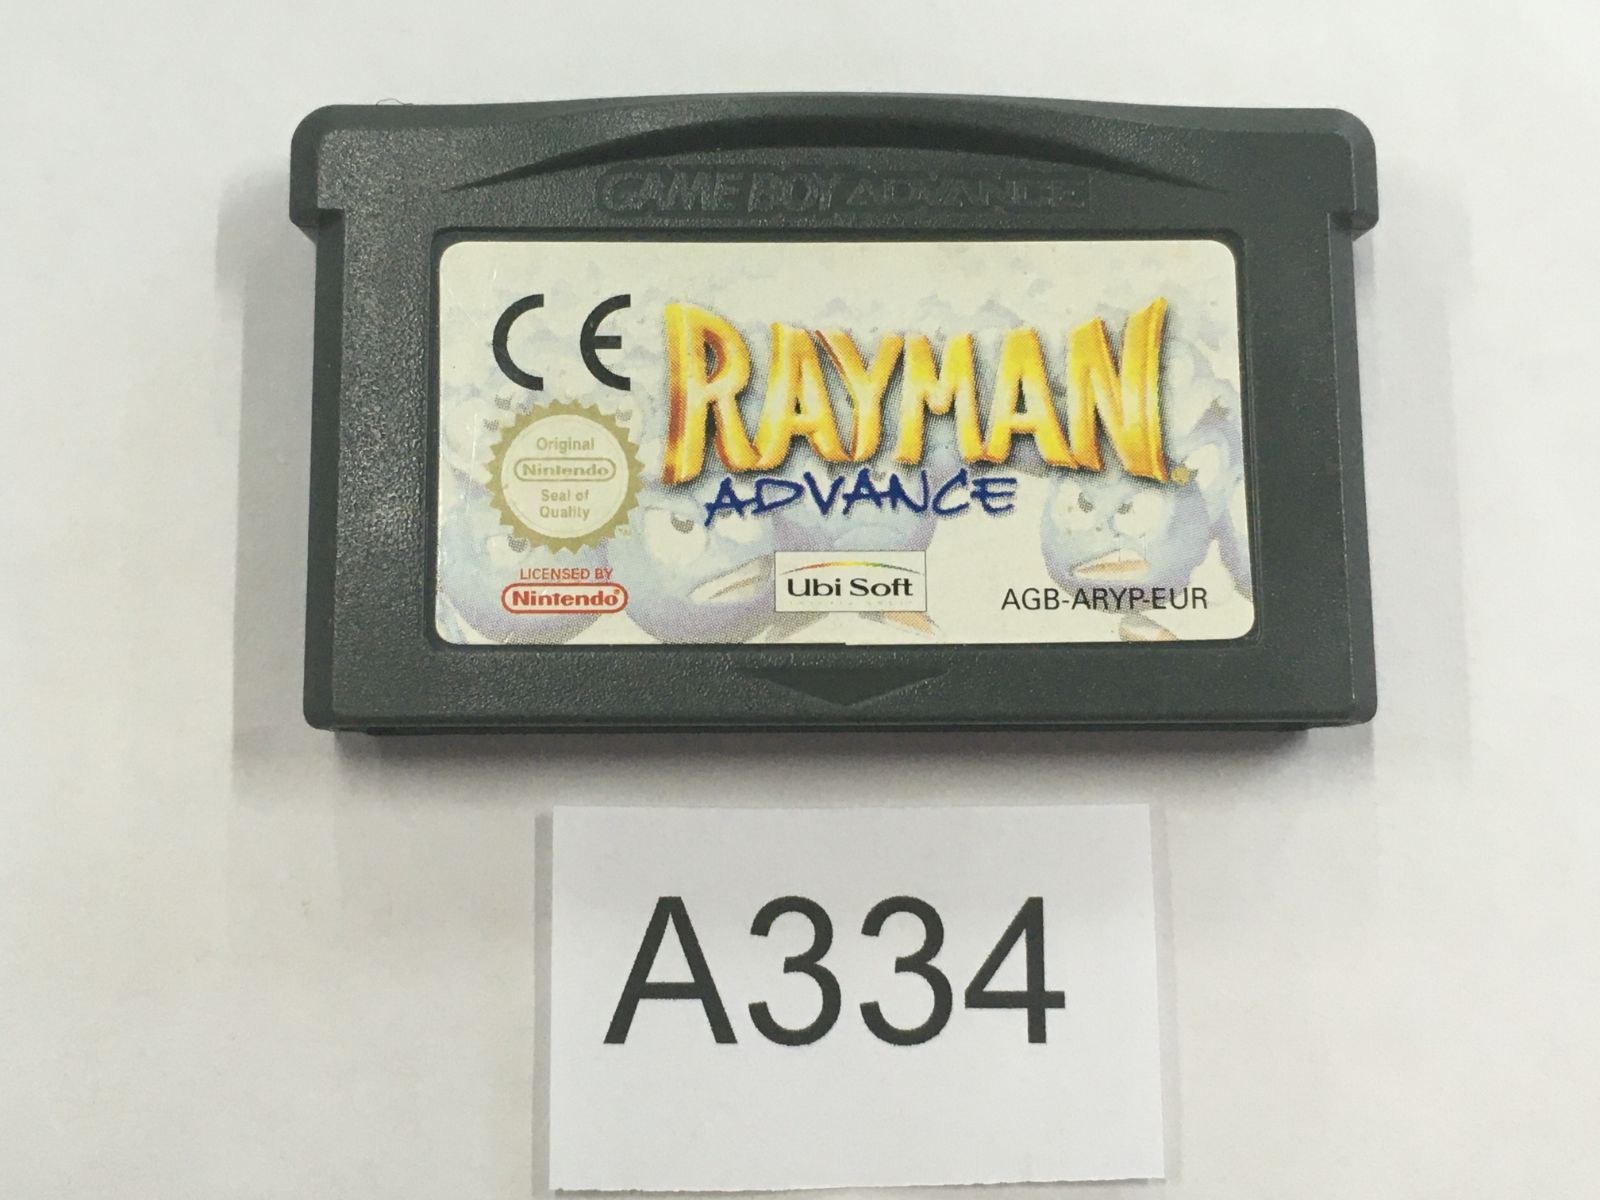 GAME BOY ADVANCE
CE
RAYMAN
ADVANCE
Original
Nintendo
Seal of
Quality
LICENSED BY
Nintendo®
Ubi Soft
AGB-ARYP-EUR
A334